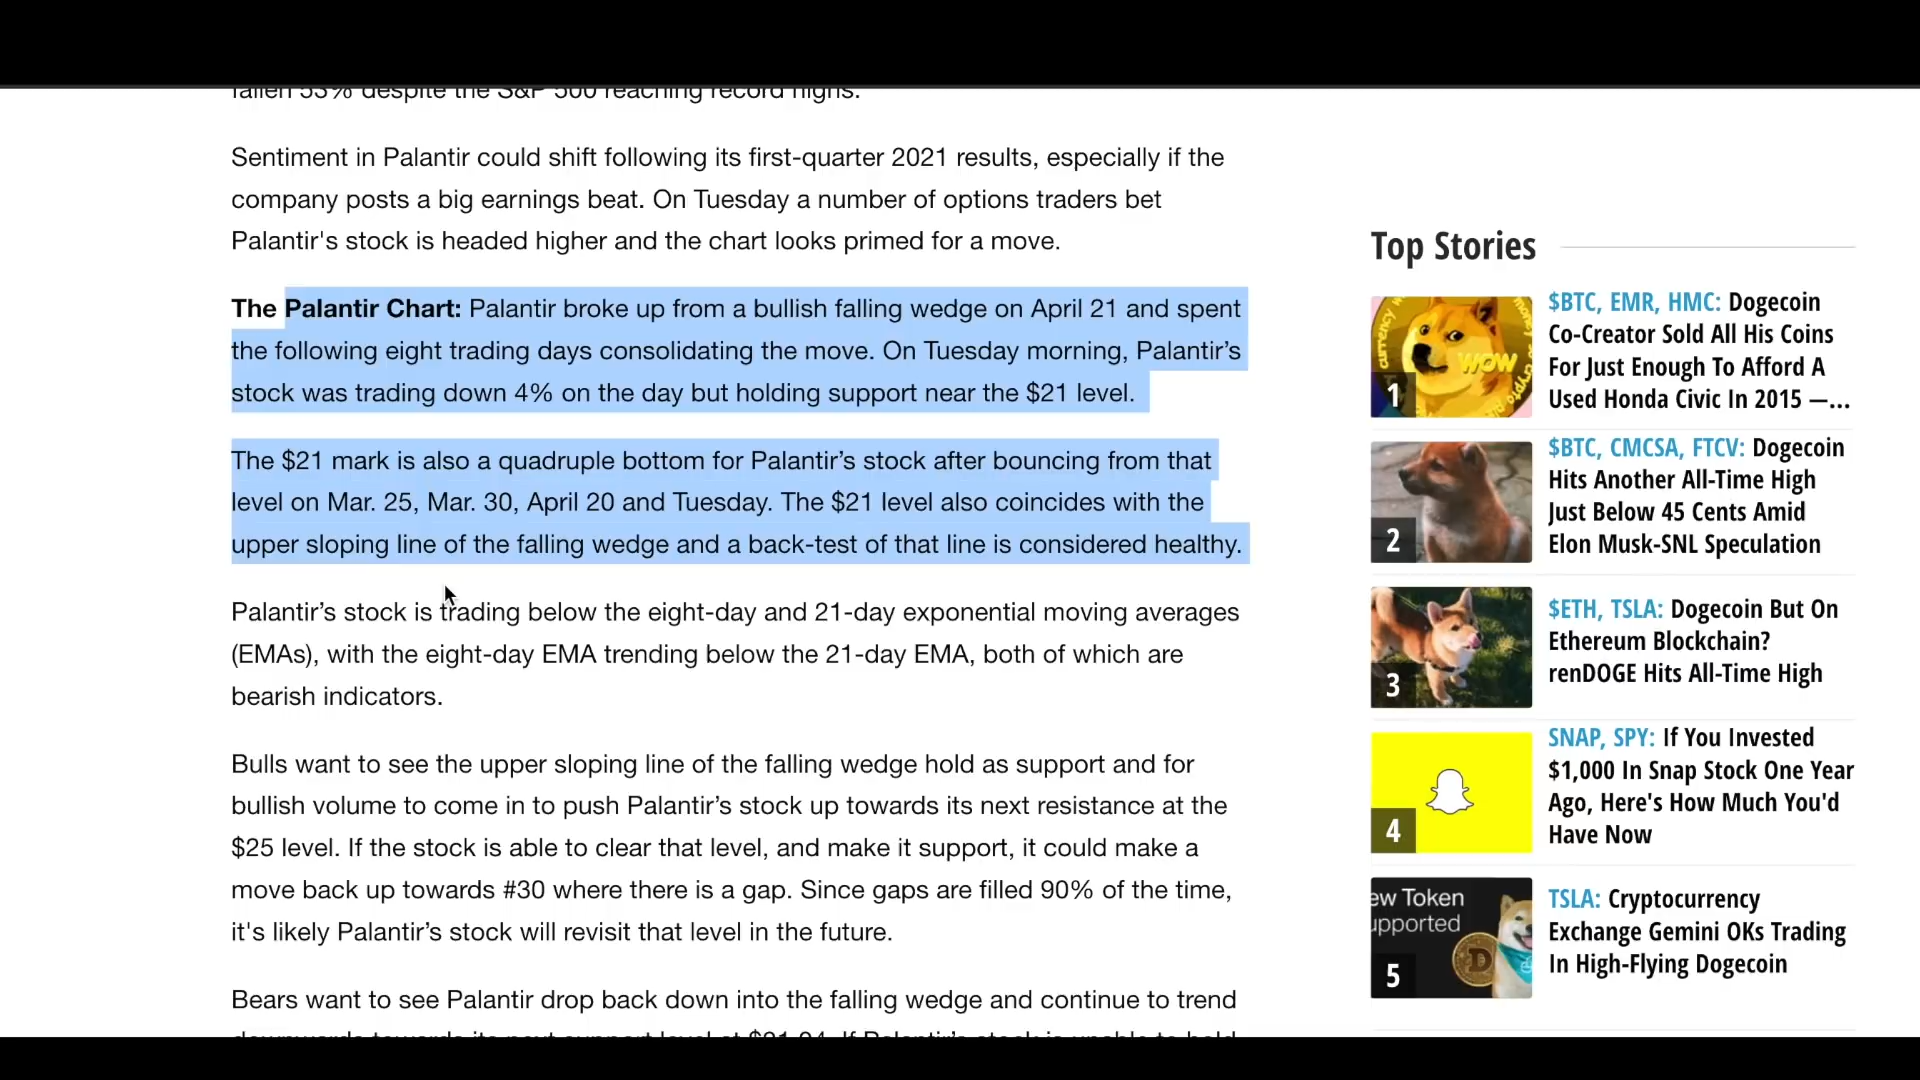 fallen 53% despite the S&P 500 reaching record highs.
Sentiment in Palantir could shift following its first-quarter 2021 results, especially if the
company posts a big earnings beat. On Tuesday a number of options traders bet
Palantir's stock is headed higher and the chart looks primed for a move.
The Palantir Chart: Palantir broke up from a bullish falling wedge on April 21 and spent
the following eight trading days consolidating the move. On Tuesday morning, Palantir’s
stock was trading down 4% on the day but holding support near the $21 level.
The $21 mark is also a quadruple bottom for Palantir’s stock after bouncing from that
level on Mar. 25, Mar. 30, April 20 and Tuesday. The $21 level also coincides with the
upper sloping line of the falling wedge and a back-test of that line is considered healthy.
Palantir’s stock is trading below the eight-day and 21-day exponential moving averages
(EMAs), with the eight-day EMA trending below the 21-day EMA, both of which are
bearish indicators.
Bulls want to see the upper sloping line of the falling wedge hold as support and for
bullish volume to come in to push Palantir’s stock up towards its next resistance at the
$25 level. If the stock is able to clear that level, and make it support, it could make a
move back up towards #30 where there is a gap. Since gaps are filled 90% of the time,
it's likely Palantir’s stock will revisit that level in the future.
Bears want to see Palantir drop back down into the falling wedge and continue to trend
Top Stories
currency
WOW
1
$BTC, EMR, HMC: Dogecoin
Co-Creator Sold All His Coins
For Just Enough To Afford A
Used Honda Civic In 2015 —...
2
$BTC, CMCSA, FTCV: Dogecoin
Hits Another All-Time High
Just Below 45 Cents Amid
Elon Musk-SNL Speculation
3
$ETH, TSLA: Dogecoin But On
Ethereum Blockchain?
renDOGE Hits All-Time High
4
SNAP, SPY: If You Invested
$1,000 In Snap Stock One Year
Ago, Here's How Much You'd
Have Now
ew Token
upported
5
TSLA: Cryptocurrency
Exchange Gemini OKs Trading
In High-Flying Dogecoin